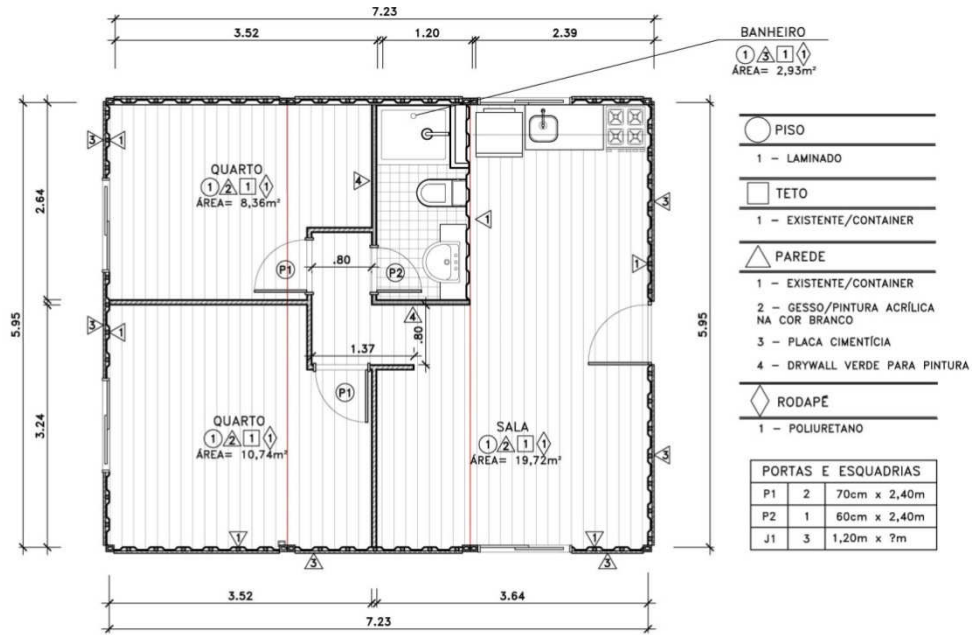 7.23
3.52
1.20
2.39
BANHEIRO
1 3 1 1
ÁREA= 2,93m²
PISO
1 - LAMINADO
TETO
1 - EXISTENTE/CONTAINER
PAREDE
1 - EXISTENTE/CONTAINER
2 - GESSO/PINTURA ACRÍLICA
NA COR BRANCO
3 - PLACA CIMENTÍCIA
4 - DRYWALL VERDE PARA PINTURA
RODAPÉ
1 - POLIURETANO
PORTAS E ESQUADRIAS
P1 2 70cm x 2,40m
P2 1 60cm x 2,40m
J1 3 1,20m x ?m
5.95
2.64
3.24
3
1
QUARTO
1 2 1 1
ÁREA= 8,36m²
4
1
3
1
P1
.80
P2
3
1
4
.80
1.37
P1
QUARTO
1 2 1 1
ÁREA= 10,74m²
SALA
1 2 1 1
ÁREA= 19,72m²
3
5.95
1
3
1
3
3.52
3.64
7.23